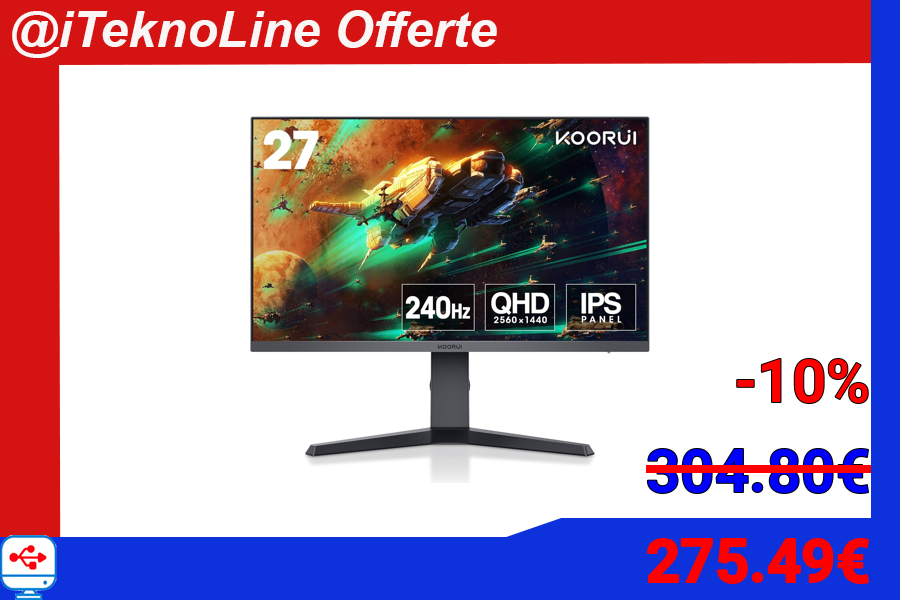 @iTeknoLine Offerte
27
KOORUI
240Hz
QHD
2560×1440
IPS
PANEL
KOORUI
-10%
304.80€
275.49€